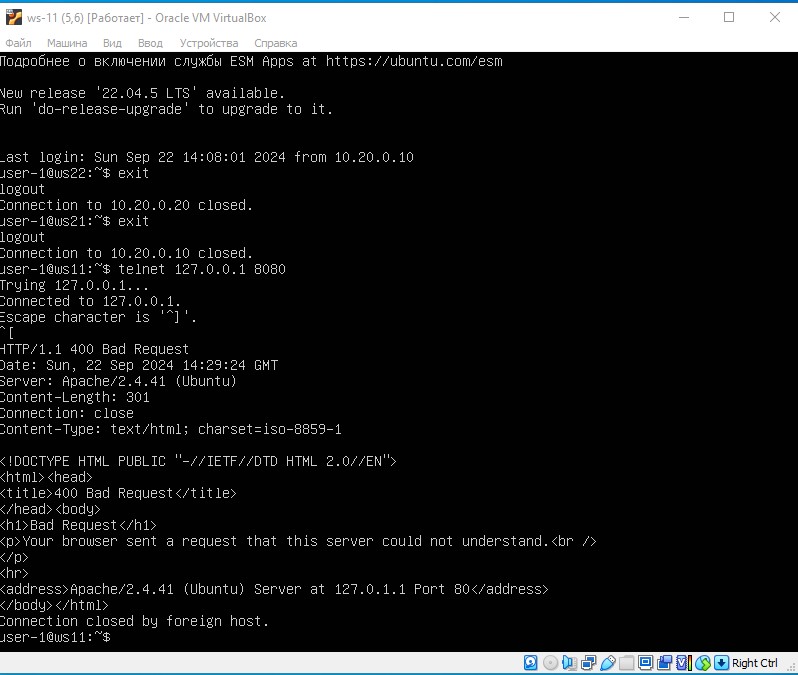 ws-11 (5,6) [Работает] - Oracle VM VirtualBox
Файл Машина Вид Ввод Устройства Справка
Подробнее о включении службы ESM Apps at https://ubuntu.com/esm
New release '22.04.5 LTS' available.
Run 'do-release-upgrade' to upgrade to it.
Last login: Sun Sep 22 14:08:01 2024 from 10.20.0.10
user-1@ws22:~$ exit
logout
Connection to 10.20.0.20 closed.
user-1@ws21:~$ exit
logout
Connection to 10.20.0.10 closed.
user-1@ws11:~$ telnet 127.0.0.1 8080
Trying 127.0.0.1...
Connected to 127.0.0.1.
Escape character is '^]'.
^[
HTTP/1.1 400 Bad Request
Date: Sun, 22 Sep 2024 14:29:24 GMT
Server: Apache/2.4.41 (Ubuntu)
Content-Length: 301
Connection: close
Content-Type: text/html; charset=iso-8859-1
<!DOCTYPE HTML PUBLIC "-//IETF//DTD HTML 2.0//EN">
<html><head>
<title>400 Bad Request</title>
</head><body>
<h1>Bad Request</h1>
<p>Your browser sent a request that this server could not understand.<br />
</p>
<hr>
<address>Apache/2.4.41 (Ubuntu) Server at 127.0.1.1 Port 80</address>
</body></html>
Connection closed by foreign host.
user-1@ws11:~$
Right Ctrl